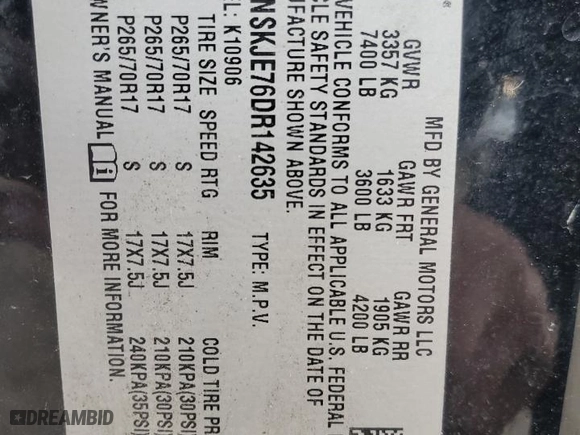 MFD BY GENERAL MOTORS LLC
GVWR GAWR FRT GAWR RR
3357 KG 1633 KG 1905 KG
7400 LB 3600 LB 4200 LB
VEHICLE CONFORMS TO ALL APPLICABLE U.S. FEDERAL
SAFETY STANDARDS IN EFFECT ON THE DATE OF
SHOWN ABOVE.
NSKJE76DR142635 TYPE: M.P.V.
K10906
TIRE SIZE SPEED RTG RIM COLD TIRE PR
P265/70R17 S 17X7.5J 210KPA(30PSI)
P265/70R17 S 17X7.5J 210KPA(30PSI)
P265/70R17 S 17X7.5J 240KPA(35PSI)
OWNER'S MANUAL FOR MORE INFORMATION.
DREAMBID